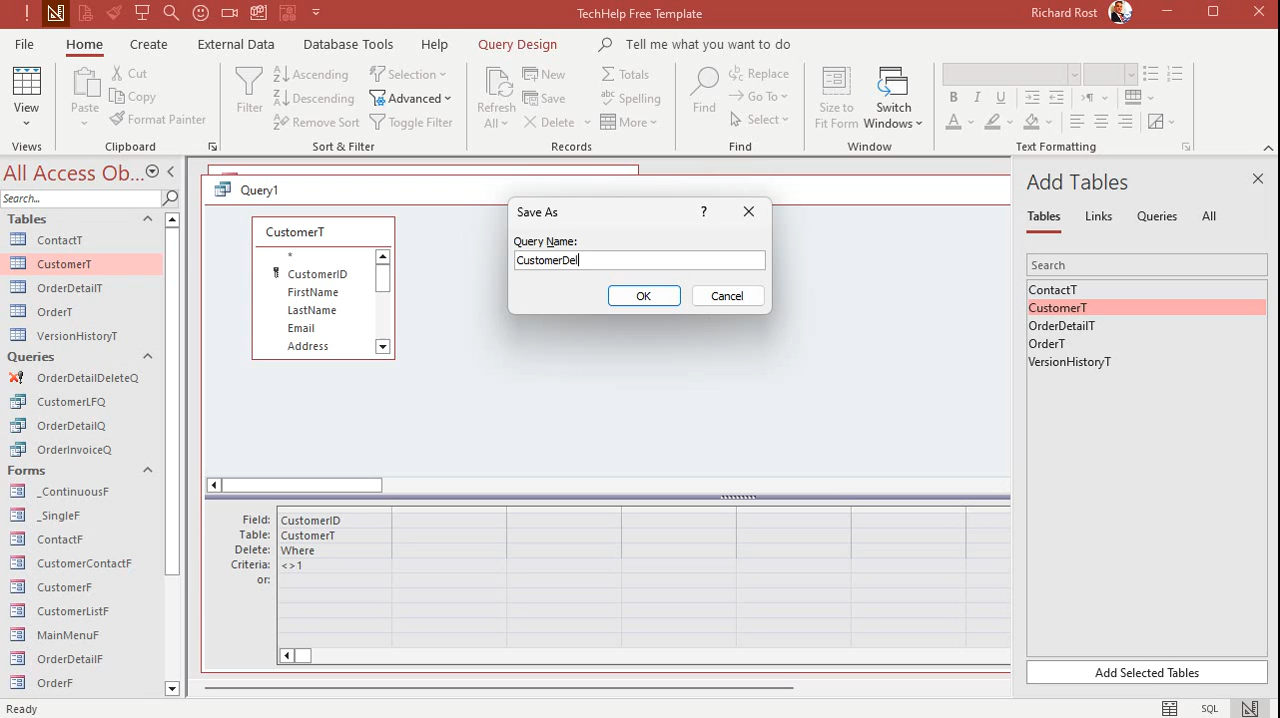 TechHelp Free Template
Richard Rost
File
Home
Create
External Data
Database Tools
Help
Query Design
Tell me what you want to do
View
Paste
Cut
Copy
Format Painter
Filter
Ascending
Descending
Remove Sort
Selection
Advanced
Toggle Filter
Refresh
All
New
Save
Delete
Totals
Spelling
More
Find
Replace
Go To
Select
Size to
Fit Form
Switch
Windows
B I U
A
Views
Clipboard
Sort & Filter
Records
Find
Window
Text Formatting
All Access Ob...
Search...
Tables
ContactT
CustomerT
OrderDetailT
OrderT
VersionHistoryT
Queries
OrderDetailDeleteQ
CustomerLFQ
OrderDetailQ
OrderInvoiceQ
Forms
_ContinuousF
_SingleF
ContactF
CustomerContactF
CustomerF
CustomerListF
MainMenuF
OrderDetailF
OrderF
Query1
CustomerT
*
CustomerID
FirstName
LastName
Email
Address
Save As
?
Query Name:
CustomerDel
OK
Cancel
Field: CustomerID
Table: CustomerT
Delete: Where
Criteria: <>1
or:
Add Tables
Tables
Links
Queries
All
Search
ContactT
CustomerT
OrderDetailT
OrderT
VersionHistoryT
Add Selected Tables
Ready
SQL